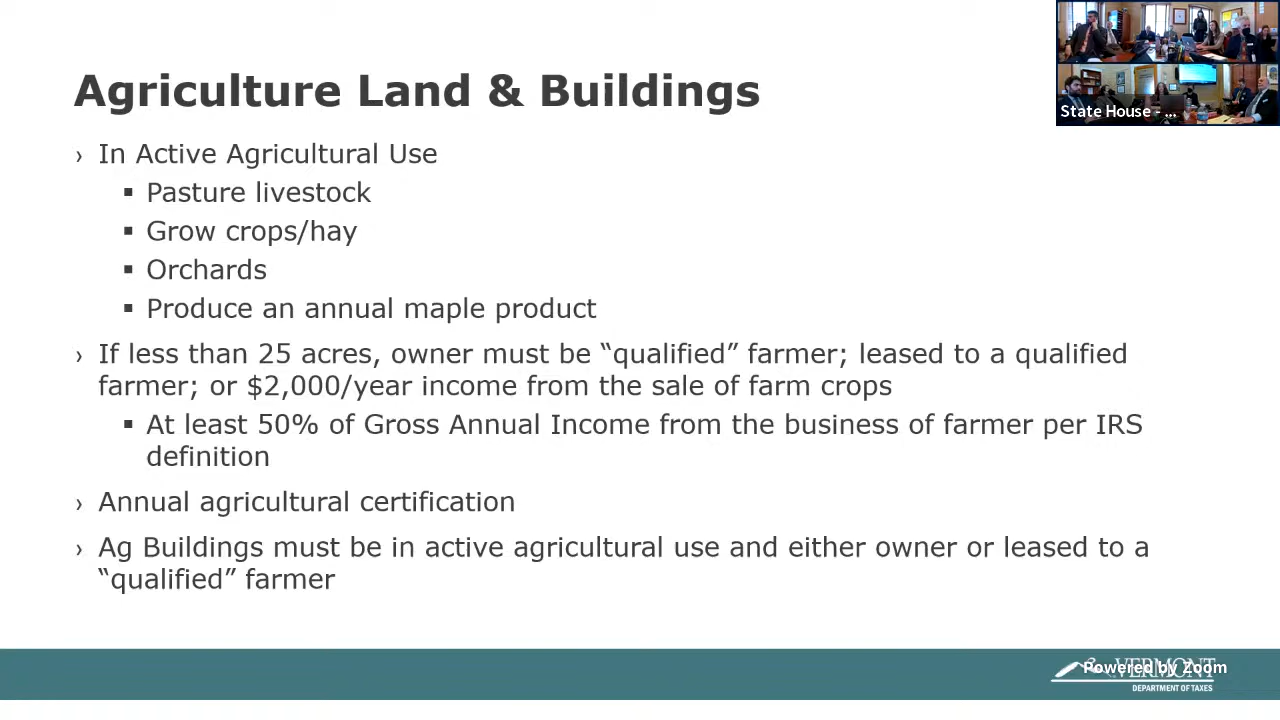 Agriculture Land & Buildings
State House - ...
› In Active Agricultural Use
▪ Pasture livestock
▪ Grow crops/hay
▪ Orchards
▪ Produce an annual maple product
› If less than 25 acres, owner must be “qualified” farmer; leased to a qualified
farmer; or $2,000/year income from the sale of farm crops
▪ At least 50% of Gross Annual Income from the business of farmer per IRS
definition
› Annual agricultural certification
› Ag Buildings must be in active agricultural use and either owner or leased to a
“qualified” farmer
VERMONT
Powered by Zoom
DEPARTMENT OF TAXES